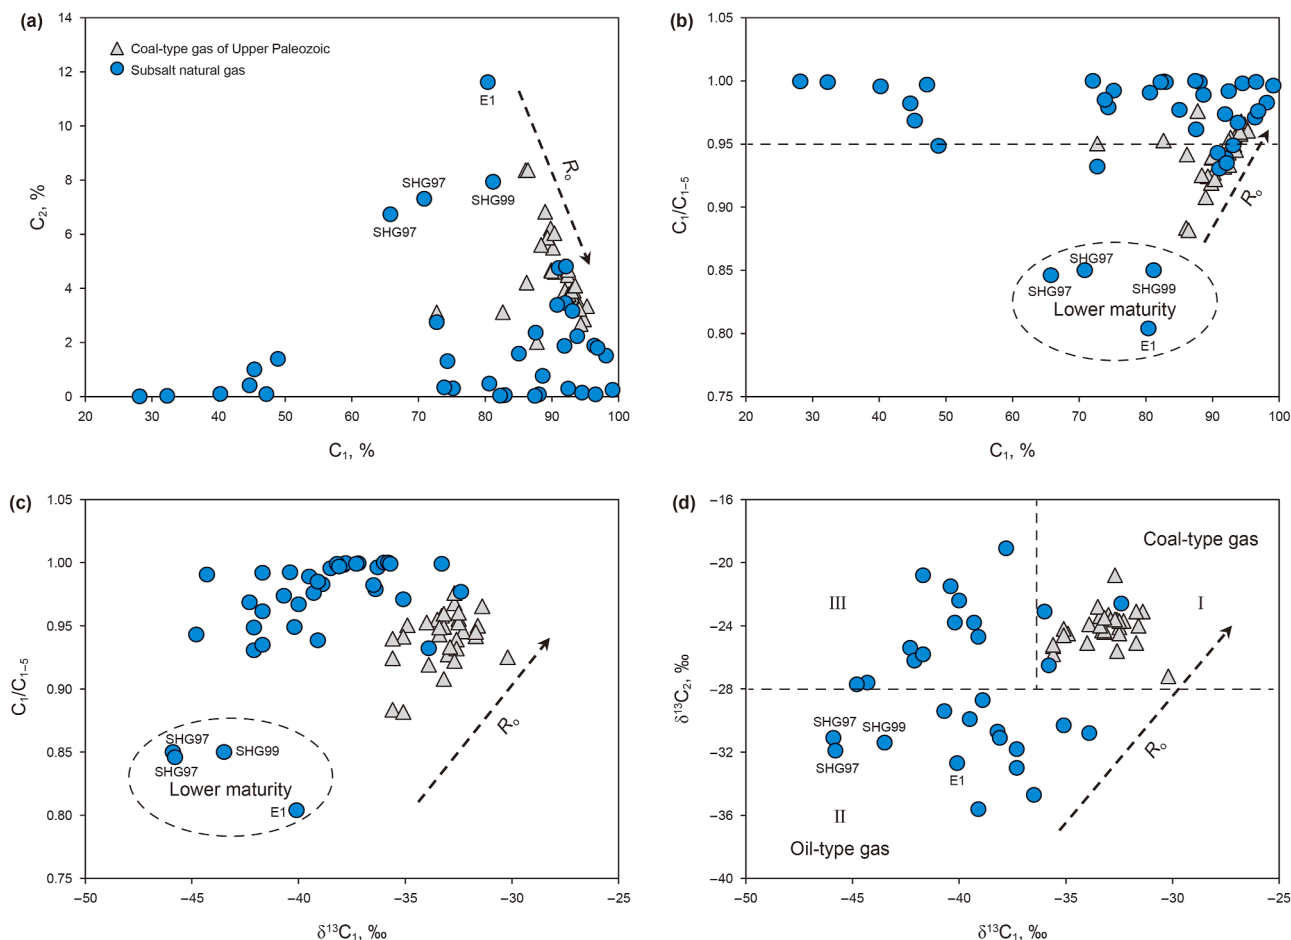 (a)
14
12
10
8
6
4
2
0
C₂, %
Coal-type gas of Upper Paleozoic
Subsalt natural gas
E1
SHG97
SHG97
SHG99
Rₒ
20 30 40 50 60 70 80 90 100
C₁, %
(b)
1.05
1.00
0.95
0.90
0.85
0.80
0.75
C₁/C₁₋₅
Rₒ
SHG97
SHG97
SHG99
Lower maturity
E1
20 30 40 50 60 70 80 90 100
C₁, %
(c)
1.05
1.00
0.95
0.90
0.85
0.80
0.75
C₁/C₁₋₅
SHG97
SHG99
SHG97
Lower maturity
E1
Rₒ
−50 −45 −40 −35 −30 −25
δ¹³C₁, ‰
(d)
−16
−20
−24
−28
−32
−36
−40
δ¹³C₂, ‰
Coal-type gas
III
I
SHG97
SHG99
SHG97
E1
Rₒ
II
Oil-type gas
−50 −45 −40 −35 −30 −25
δ¹³C₁, ‰